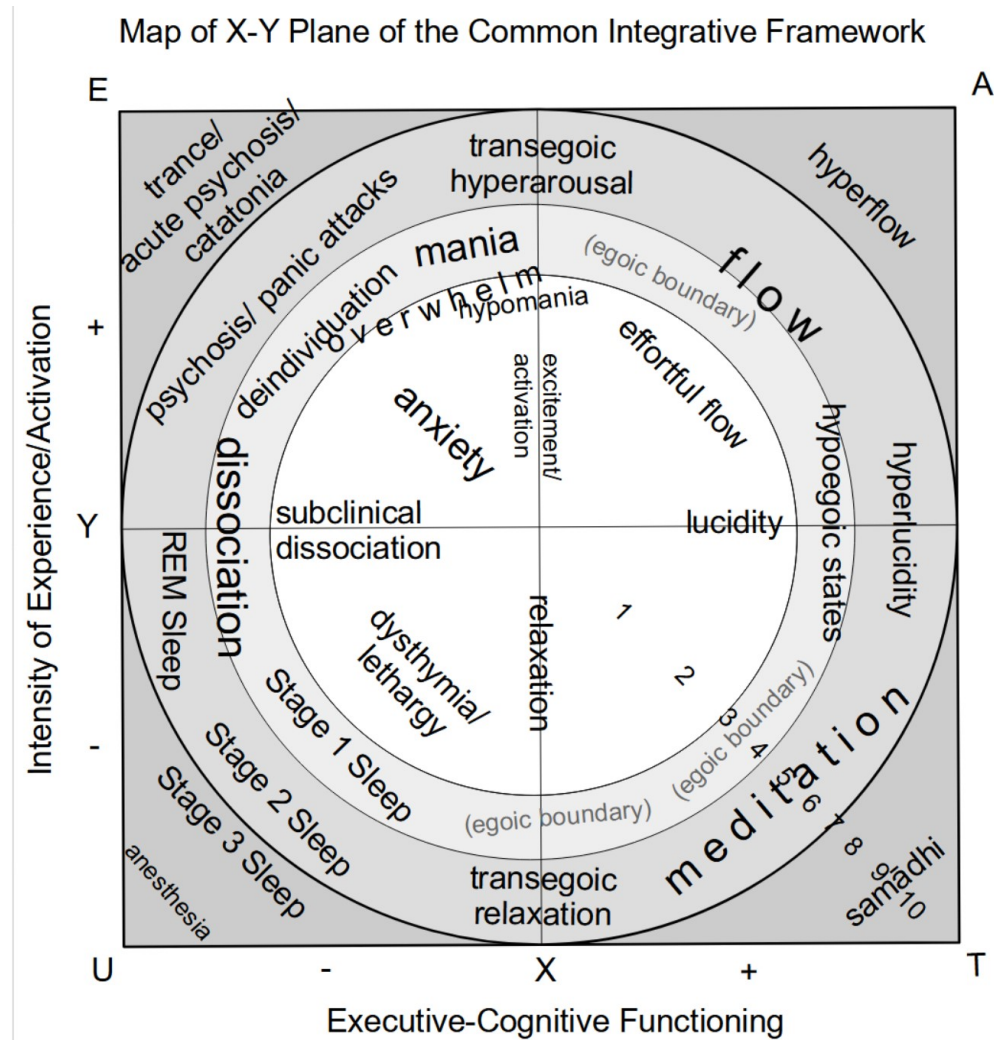 Map of X-Y Plane of the Common Integrative Framework
E
A
trance/
acute psychosis/
catatonia
transegoic
hyperarousal
hyperflow
psychosis/ panic attacks
mania
(egoic boundary)
flow
deindividuation
overwhelm
hypomania
effortful flow
anxiety
excitement/
activation
Intensity of Experience/Activation
+
Y
-
dissociation
subclinical
dissociation
lucidity
hypoegoic states
hyperlucidity
REM Sleep
dysthymia/
lethargy
relaxation
1
2
3
4
5
6
7
8
9
10
(egoic boundary)
meditation
samādhi
Stage 1 Sleep
Stage 2 Sleep
Stage 3 Sleep
anesthesia
(egoic boundary)
transegoic
relaxation
U
-
X
+
T
Executive-Cognitive Functioning